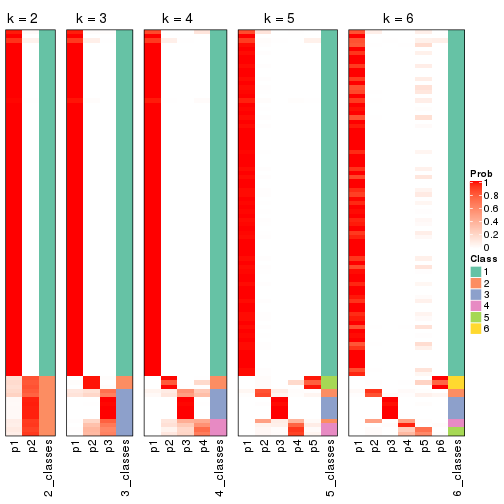 k = 2 k = 3 k = 4 k = 5 k = 6
Prob
1
0.8
0.6
0.4
0.2
0
Class
1
2
3
4
5
6
p1 p2 2_classes
p1 p2 p3 3_classes
p1 p2 p3 p4 4_classes
p1 p2 p3 p4 p5 5_classes
p1 p2 p3 p4 p5 p6 6_classes